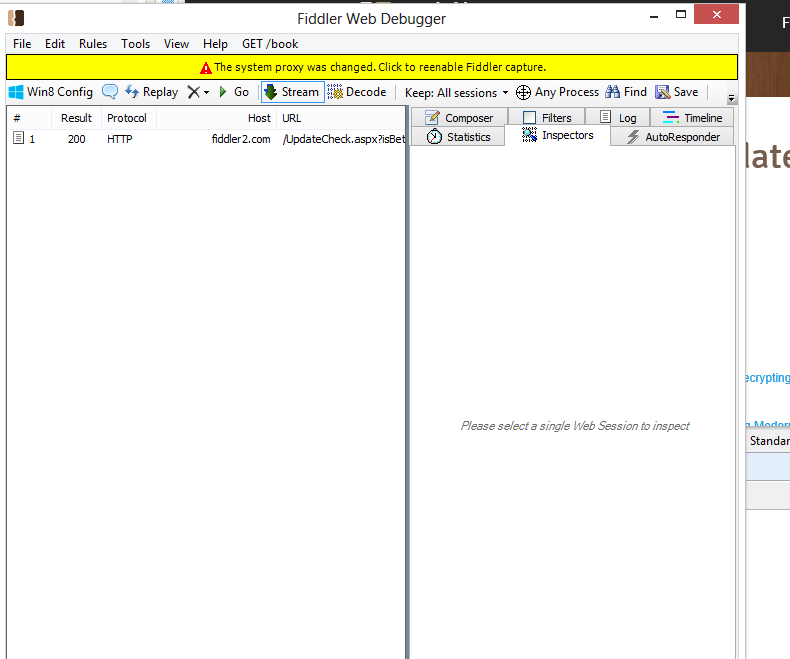 Fiddler Web Debugger
File Edit Rules Tools View Help GET /book
The system proxy was changed. Click to reenable Fiddler capture.
Win8 Config Replay Go Stream Decode Keep: All sessions Any Process Find Save
# Result Protocol Host URL
1 200 HTTP fiddler2.com /UpdateCheck.aspx?isBet
Composer Filters Log Timeline
Statistics Inspectors AutoResponder
Please select a single Web Session to inspect
F
late
ecrypting
g Modern
Standar